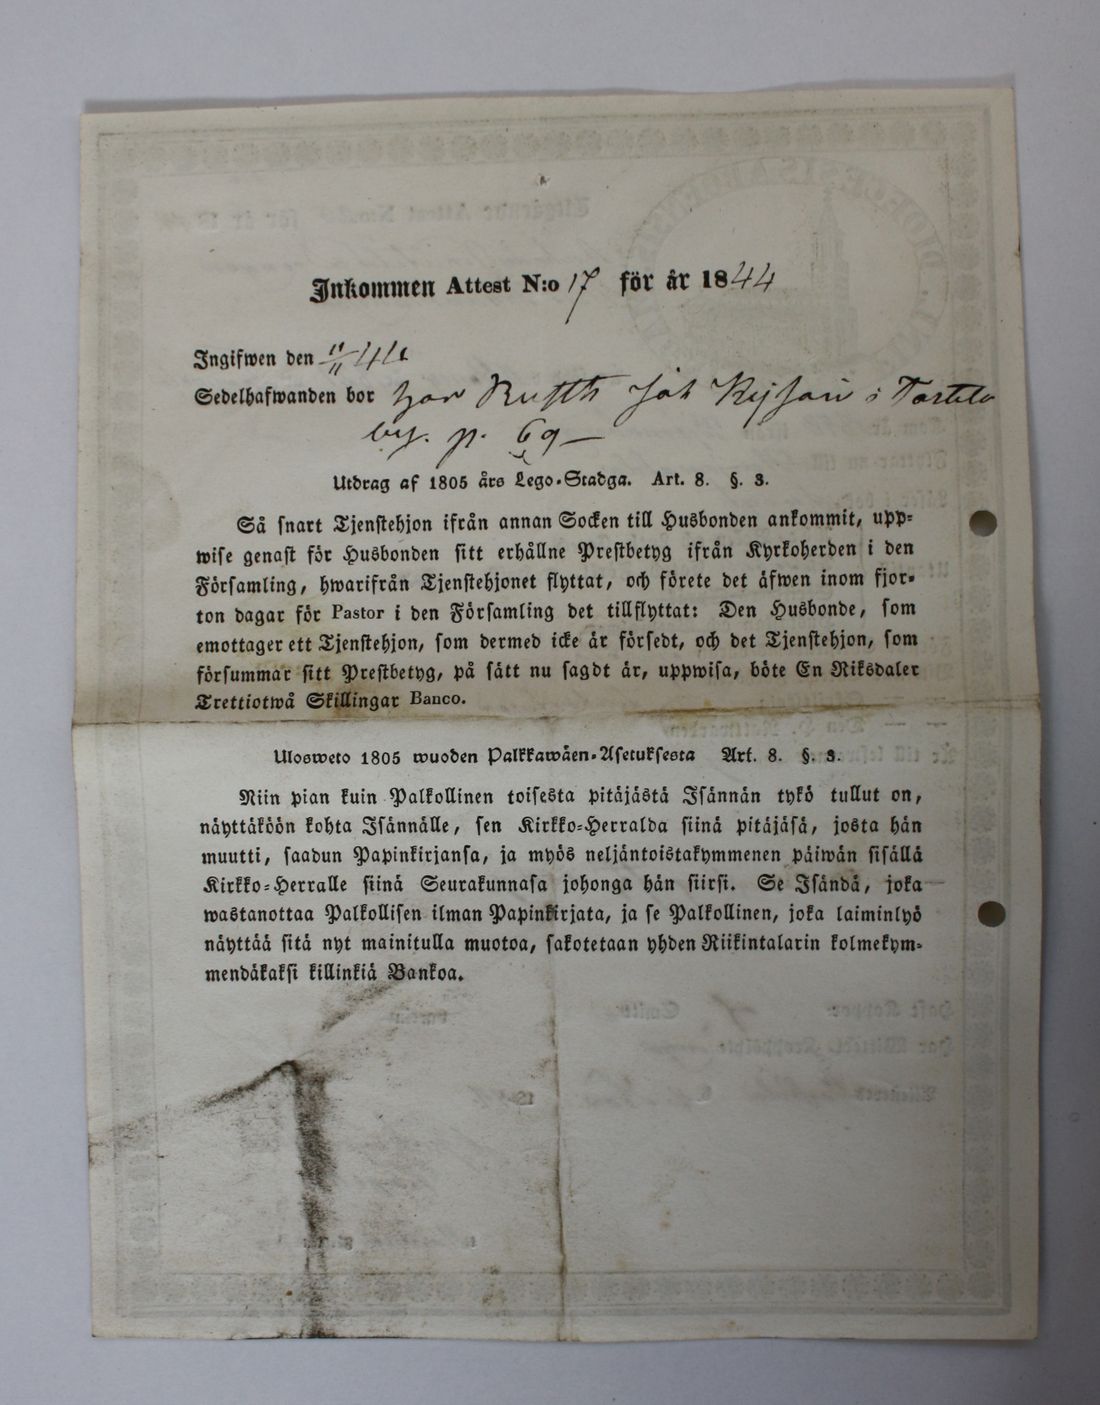 Inkommen Attest N:o 17 för år 1844
Ingifwen den 11/11 44
Sedelhafwanden bor hos Rusth Joh i
by. p. 69 —
Utdrag af 1805 års Lego-Stadga. Art. 8. §. 3.
Så snart Tjenstehjon ifrån annan Socken till Husbonden ankommit, upp-
wise genast för Husbonden sitt erhållne Prestbetyg ifrån Kyrkoherden i den
Församling, hwarifrån Tjenstehjonet flyttat, och förete det äfwen inom fjor-
ton dagar för Pastor i den Församling det tillflyttat: Den Husbonde, som
emottager ett Tjenstehjon, som dermed icke är försedt, och det Tjenstehjon, som
försummar sitt Prestbetyg, på sätt nu sagdt är, uppwisa, böte En Riksdaler
Trettiotwå Skillingar Banco.
Ulosweto 1805 wuoden Palkkawäen-Asetuksesta Art. 8. §. 3.
Niin pian kuin Palkollinen toisesta pitäjästä Isännän tykö tullut on,
näyttäköön kohta Isännälle, sen Kirkko-Herralda siinä pitäjäsä, josta hän
muutti, saadun Papinkirjansa, ja myös neljäntoistakymmenen päiwän sisällä
Kirkko-Herralle siinä Seurakunnasa johonga hän siirsi. Se Isändä, joka
wastanottaa Palkollisen ilman Papinkirjata, ja se Palkollinen, joka laiminlyö
näyttää sitä nyt mainitulla muotoa, sakotetaan yhden Riikintalarin kolmekym-
mendäkaksi killinkiä Bankoa.